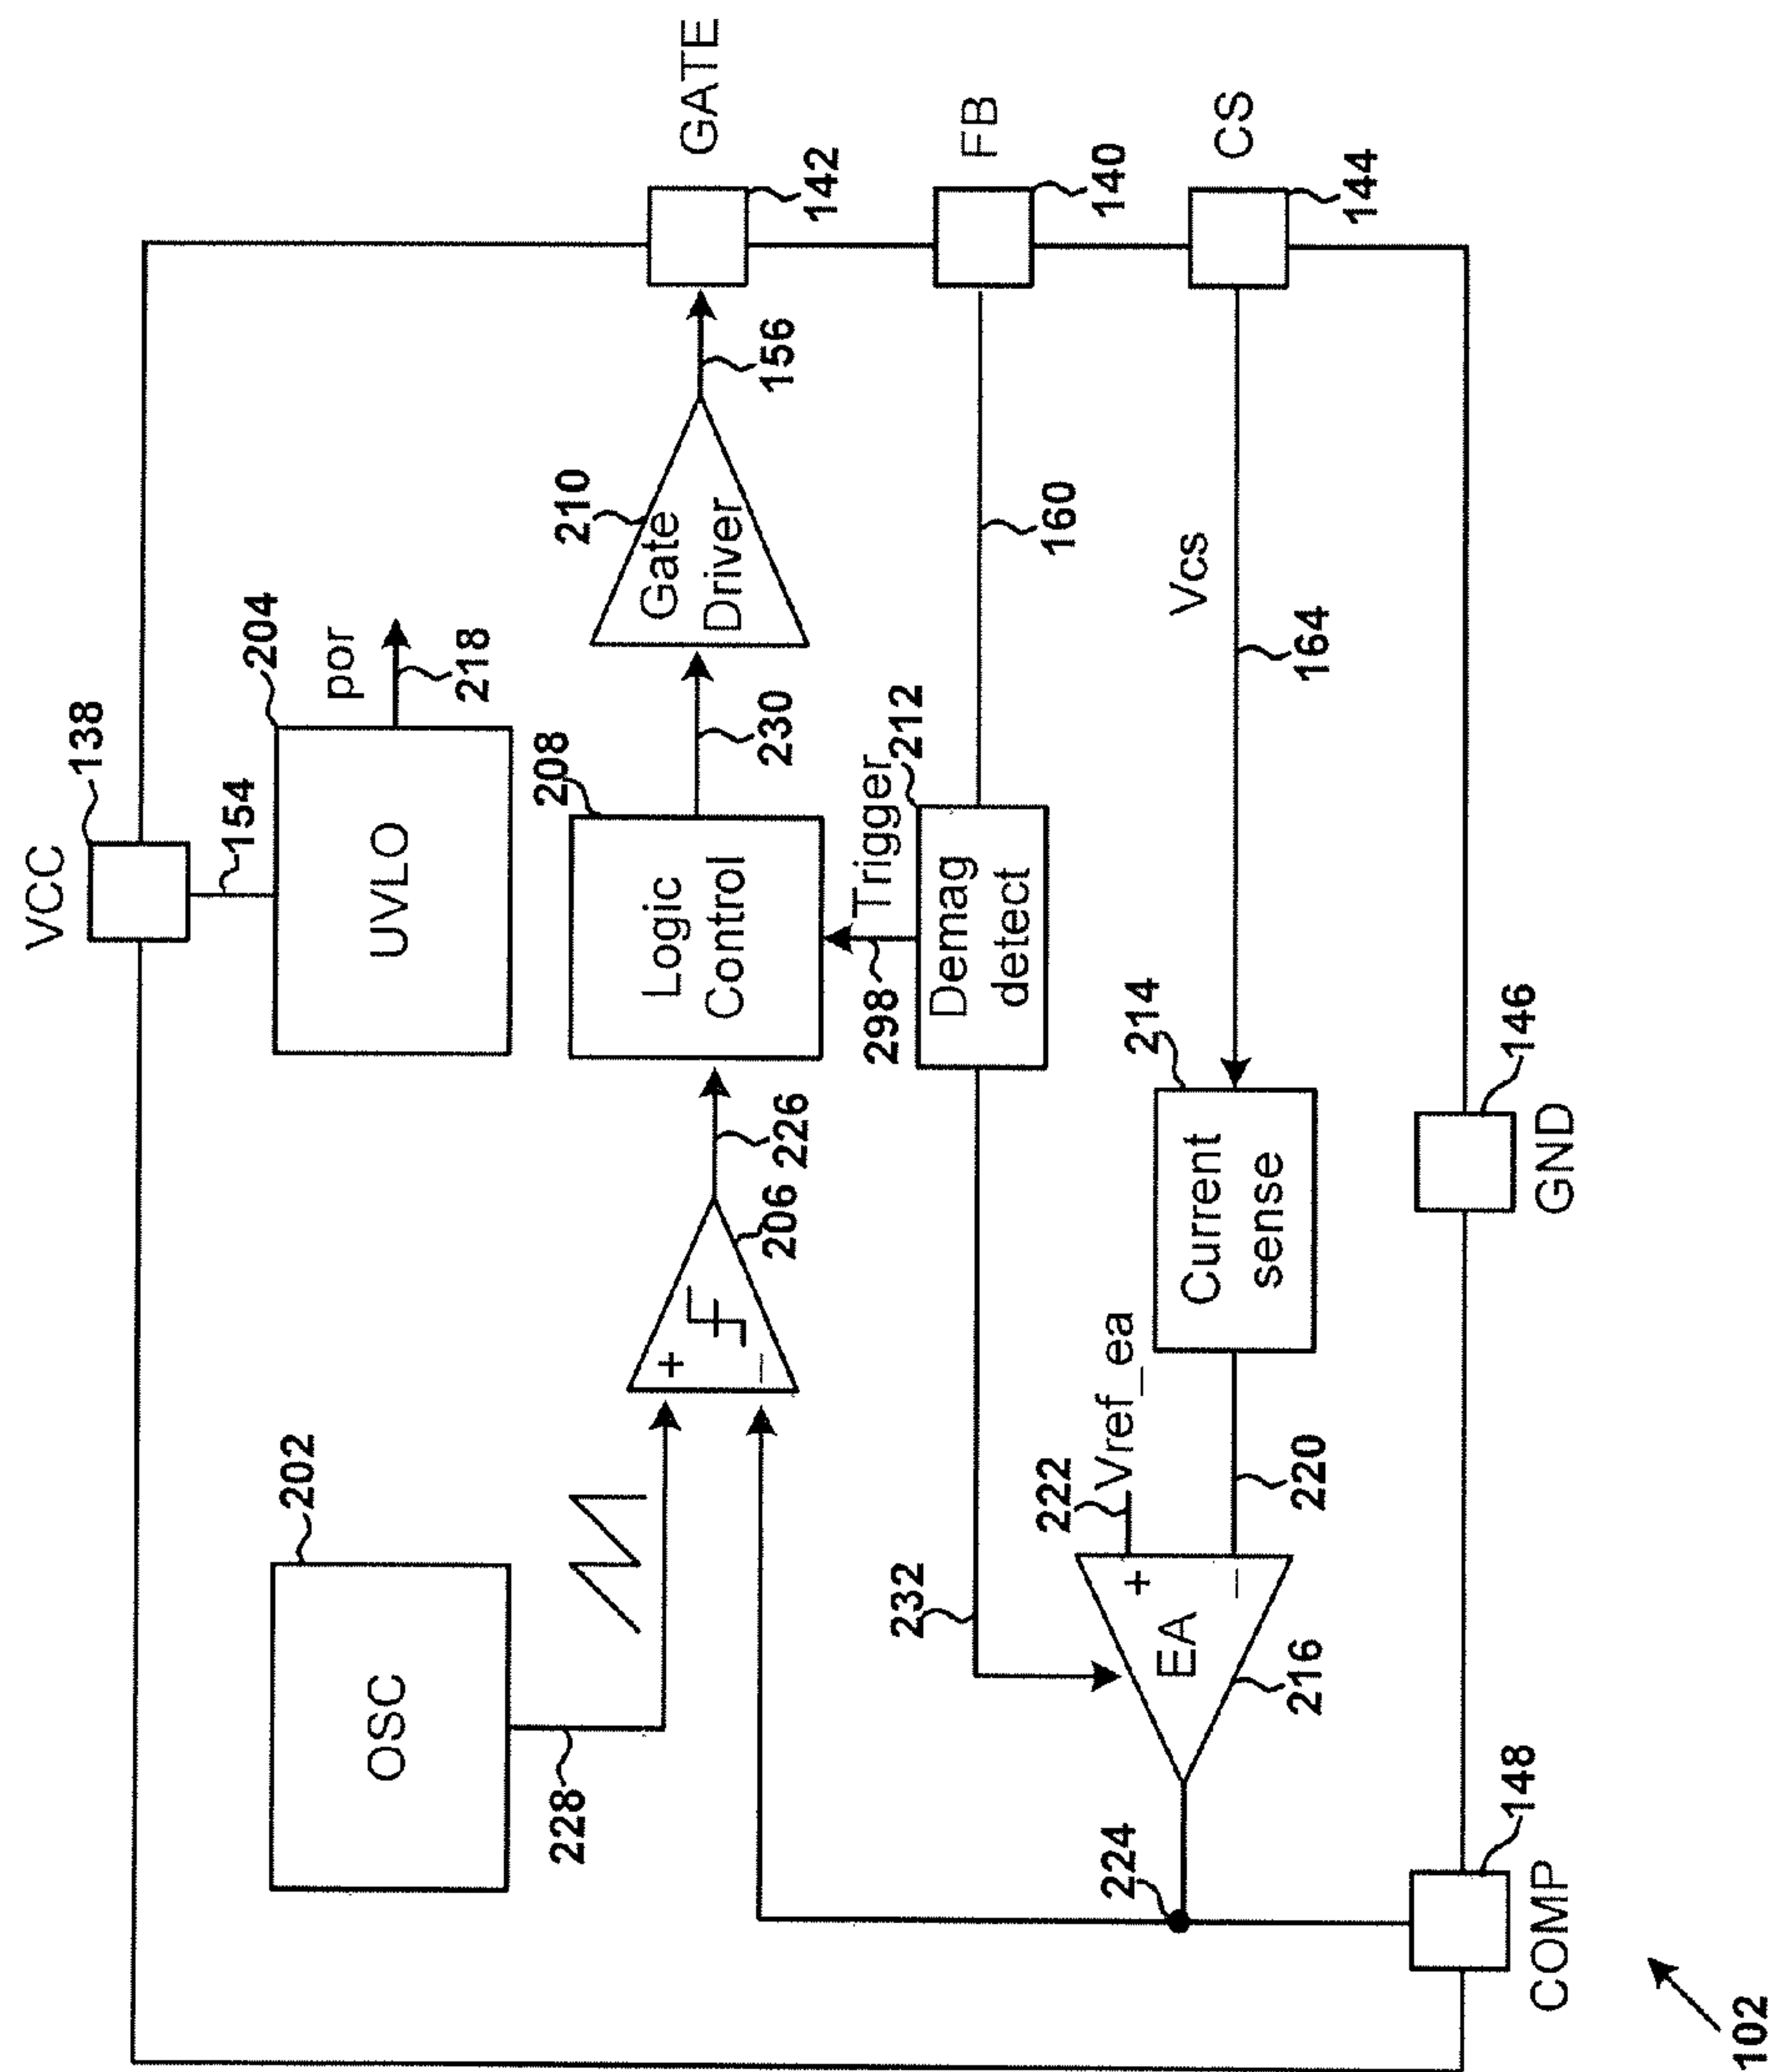 VCC
138
154
204
UVLO
por
218
GATE
142
156
210
Gate
Driver
230
208
Logic
Control
226
206
+
−
202
OSC
228
Trigger
298
212
Demag
detect
FB
140
160
232
CS
144
Vcs
164
214
Current
sense
220
222
Vref_ea
+
−
EA
216
224
148
COMP
146
GND
102